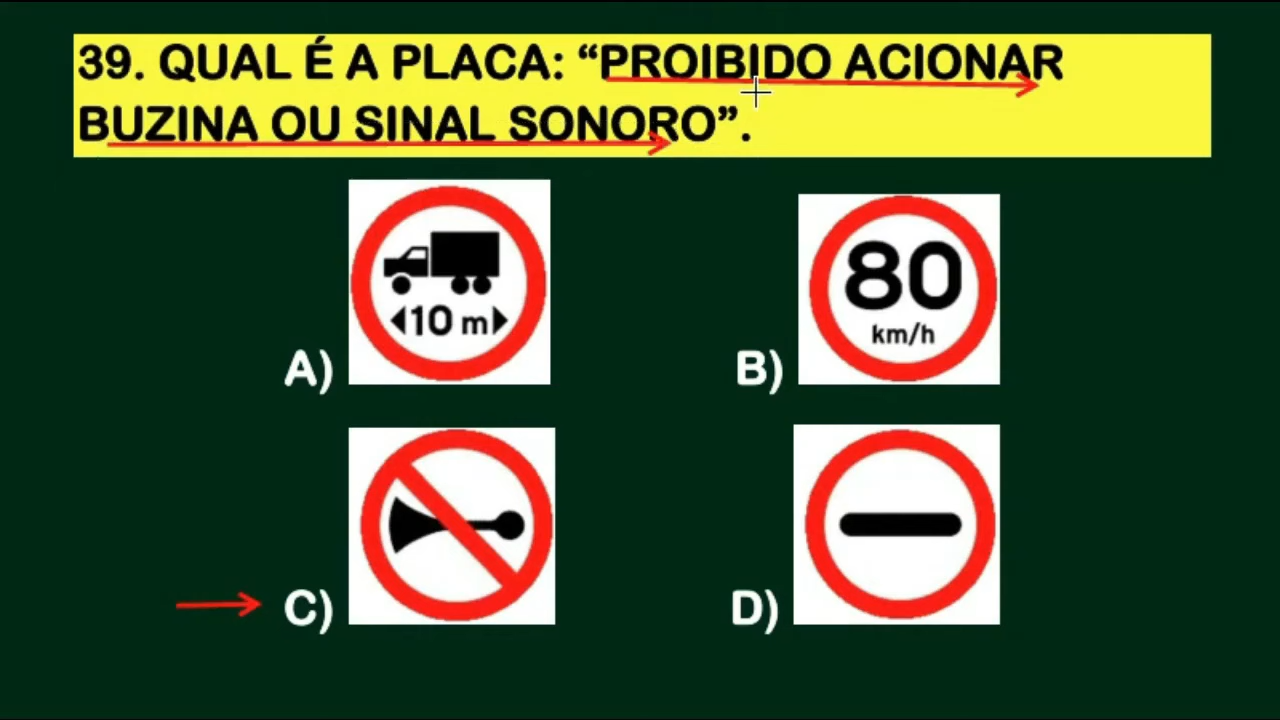 39. QUAL É A PLACA: “PROIBIDO ACIONAR
BUZINA OU SINAL SONORO”.
10 m
A)
80
km/h
B)
C)
D)